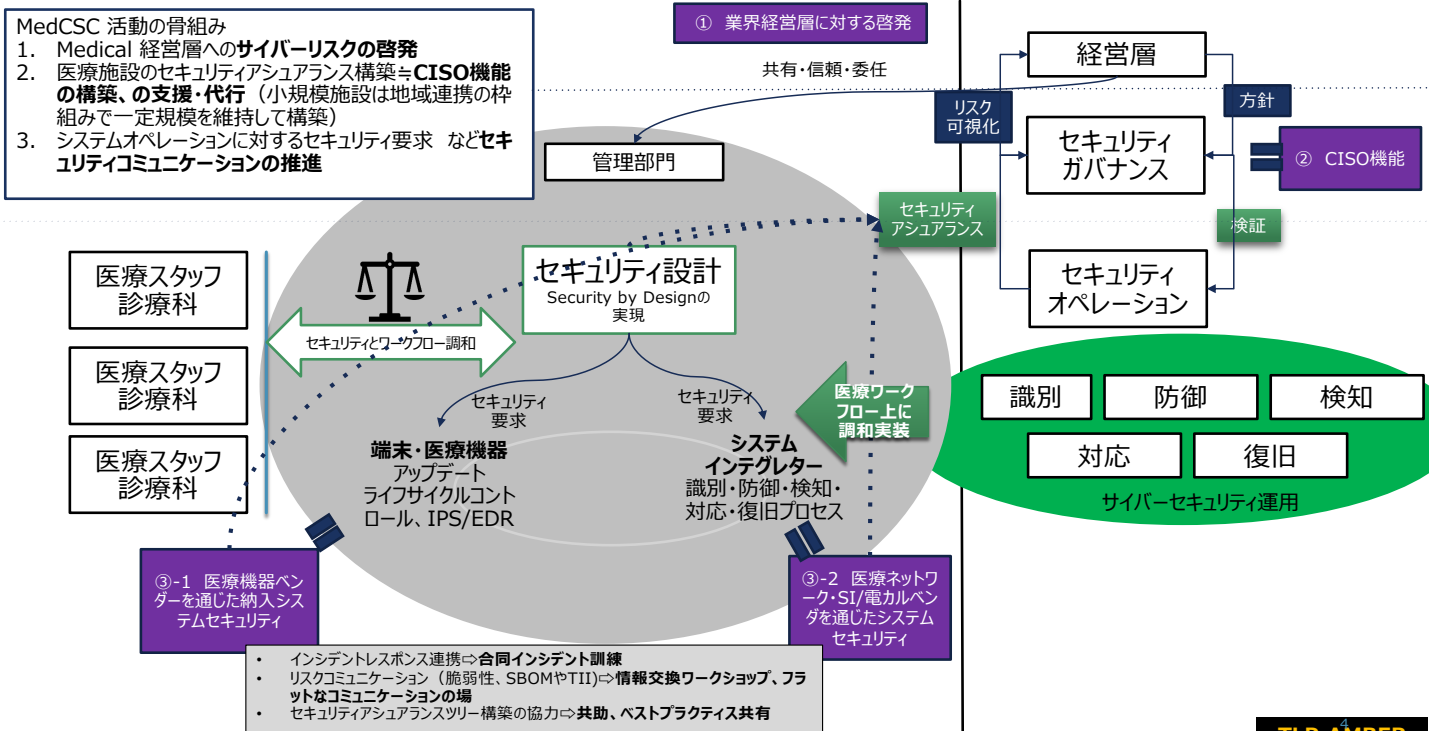 MedCSC 活動の骨組み
1. Medical 経営層へのサイバーリスクの啓発
2. 医療施設のセキュリティアシュアランス構築≒CISO機能
の構築、の支援・代行（小規模施設は地域連携の枠
組みで一定規模を維持して構築）
3. システムオペレーションに対するセキュリティ要求 などセキ
ュリティコミュニケーションの推進
① 業界経営層に対する啓発
共有・信頼・委任
経営層
リスク
可視化
方針
セキュリティ
ガバナンス
② CISO機能
管理部門
セキュリティ
アシュアランス
検証
セキュリティ
オペレーション
医療スタッフ
診療科
医療スタッフ
診療科
医療スタッフ
診療科
セキュリティとワークフロー調和
セキュリティ設計
Security by Designの
実現
セキュリティ
要求
セキュリティ
要求
医療ワーク
フロー上に
調和実装
端末・医療機器
アップデート
ライフサイクルコント
ロール、IPS/EDR
システム
インテグレター
識別・防御・検知・
対応・復旧プロセス
識別
防御
検知
対応
復旧
サイバーセキュリティ運用
③-1 医療機器ベン
ダーを通じた納入シス
テムセキュリティ
③-2 医療ネットワ
ーク・SI/電カルベン
ダを通じたシステム
セキュリティ
• インシデントレスポンス連携⇨合同インシデント訓練
• リスクコミュニケーション（脆弱性、SBOMやTII)⇨情報交換ワークショップ、フラ
ットなコミュニケーションの場
• セキュリティアシュアランスツリー構築の協力⇨共助、ベストプラクティス共有
4
TLP:AMBER